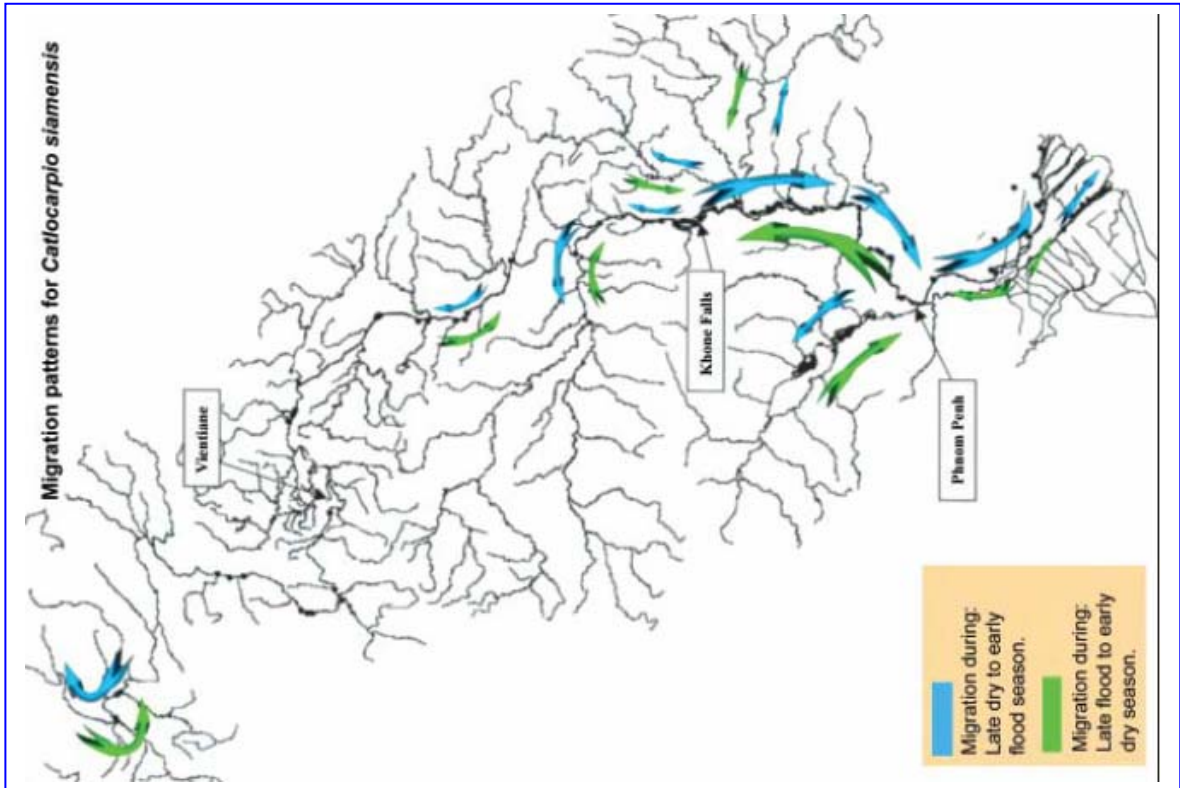 Migration patterns for Catlocarpio siamensis
Vientiane
Khone Falls
Phnom Penh
Migration during:
Late dry to early
flood season.
Migration during:
Late flood to early
dry season.